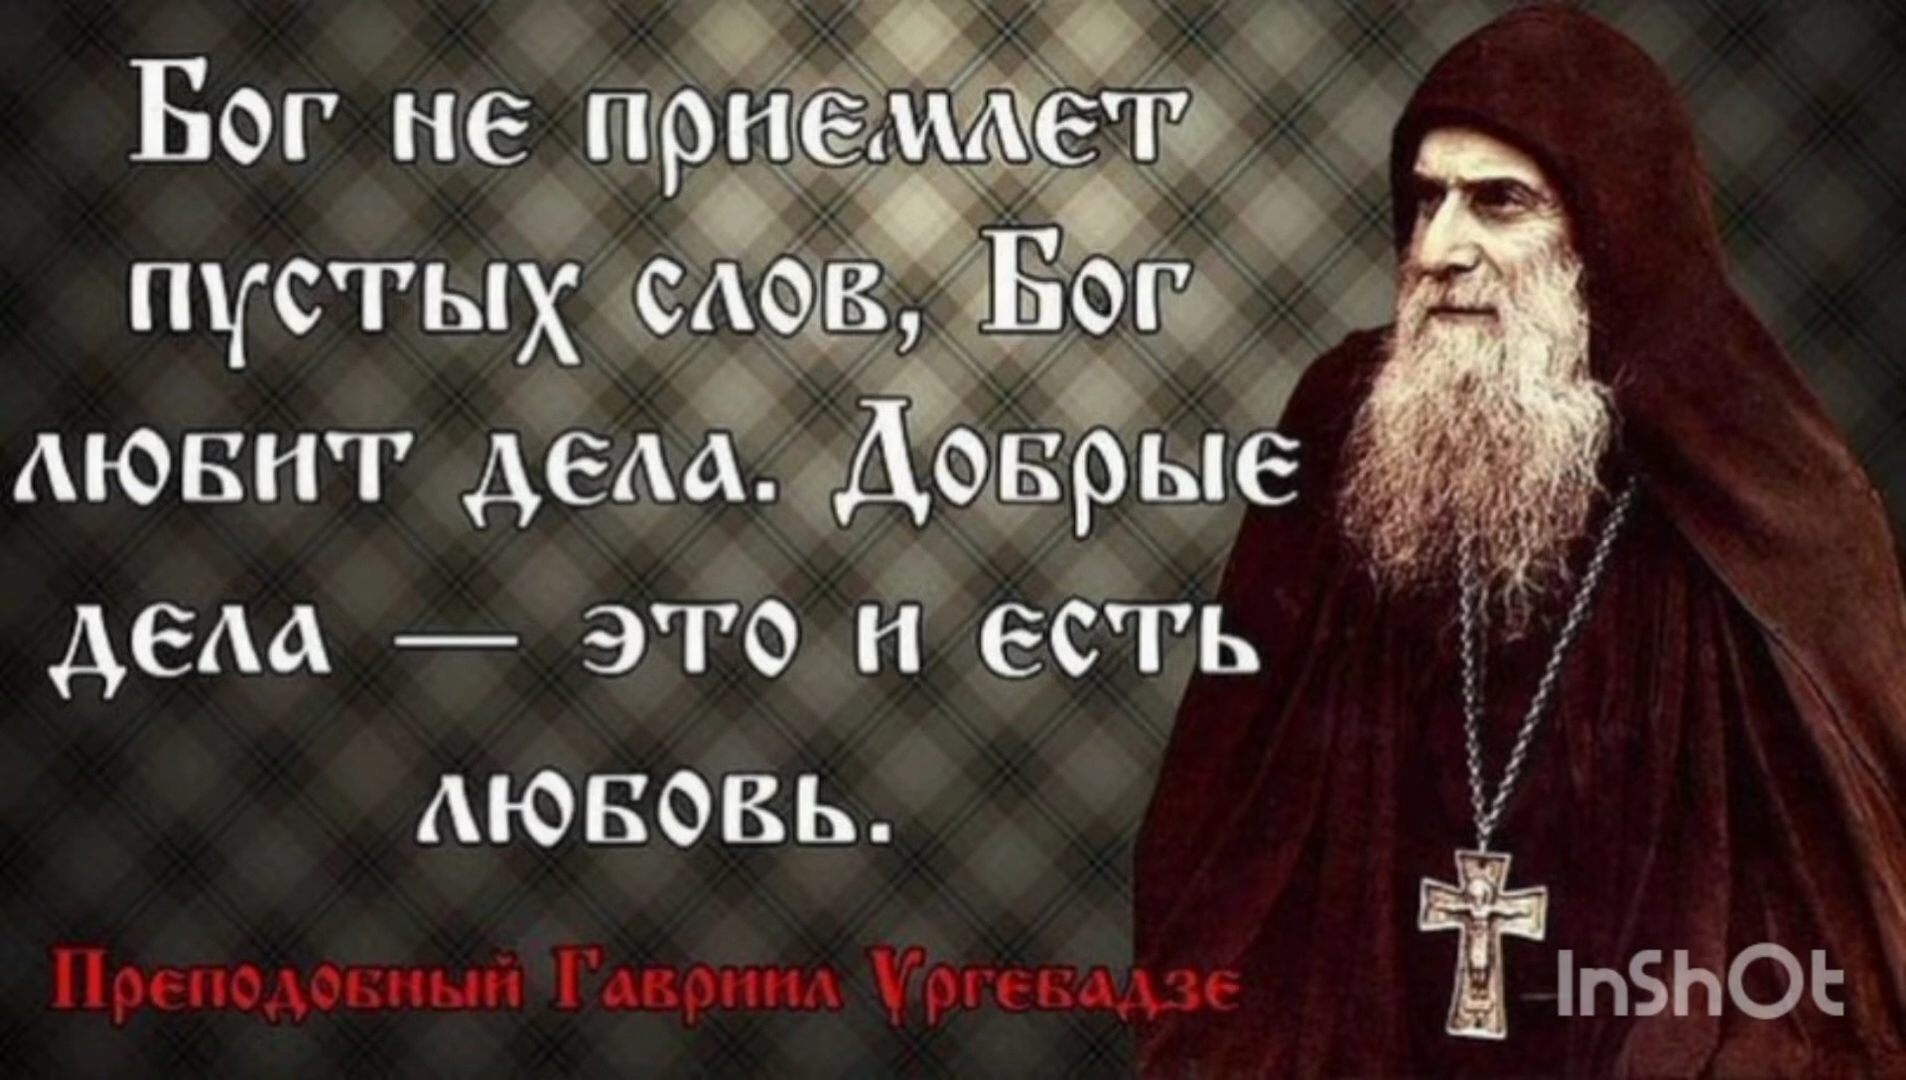 Бог не приемлет
пустых слов, Бог
любит дела. Добрые
дела — это и есть
любовь.
Преподобный Гавриил Ургебадзе
InShOt